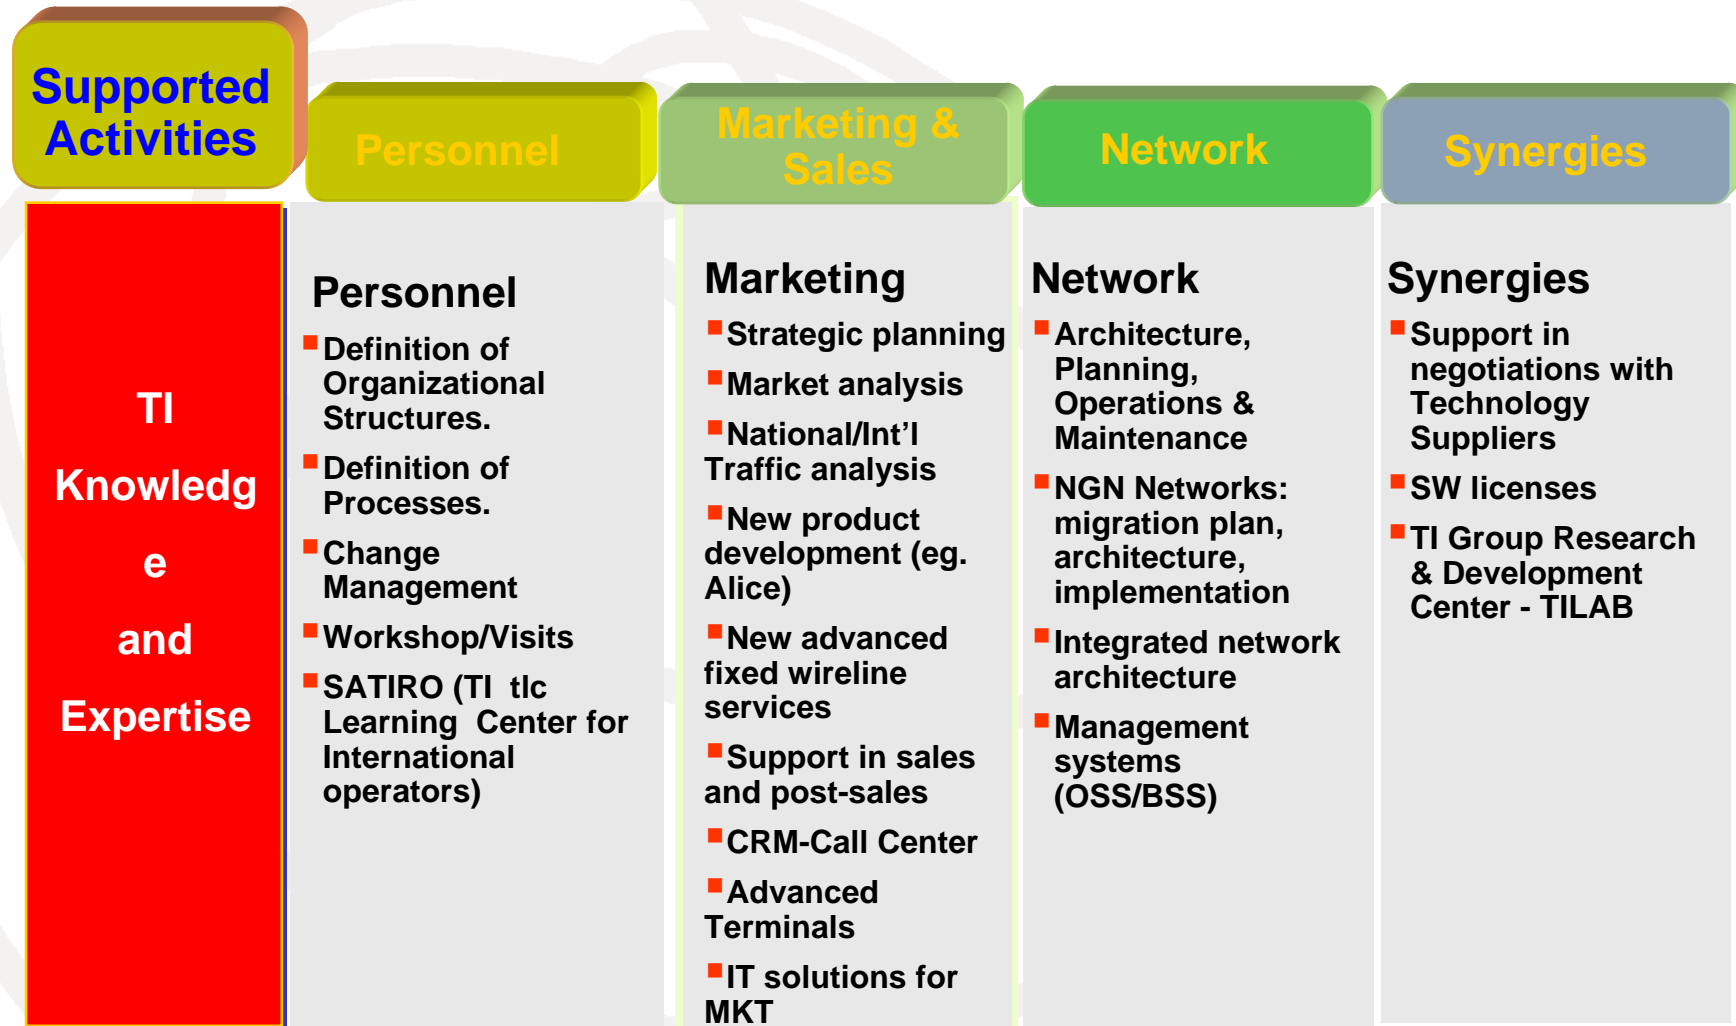 Supported
Activities
Personnel
Marketing &
Sales
Network
Synergies
TI
Knowledg
e
and
Expertise
Personnel
Definition of
Organizational
Structures.
Definition of
Processes.
Change
Management
Workshop/Visits
SATIRO (TI tlc
Learning Center for
International
operators)
Marketing
Strategic planning
Market analysis
National/Int'l
Traffic analysis
New product
development (eg.
Alice)
New advanced
fixed wireline
services
Support in sales
and post-sales
CRM-Call Center
Advanced
Terminals
IT solutions for
MKT
Network
Architecture,
Planning,
Operations &
Maintenance
NGN Networks:
migration plan,
architecture,
implementation
Integrated network
architecture
Management
systems
(OSS/BSS)
Synergies
Support in
negotiations with
Technology
Suppliers
SW licenses
TI Group Research
& Development
Center - TILAB